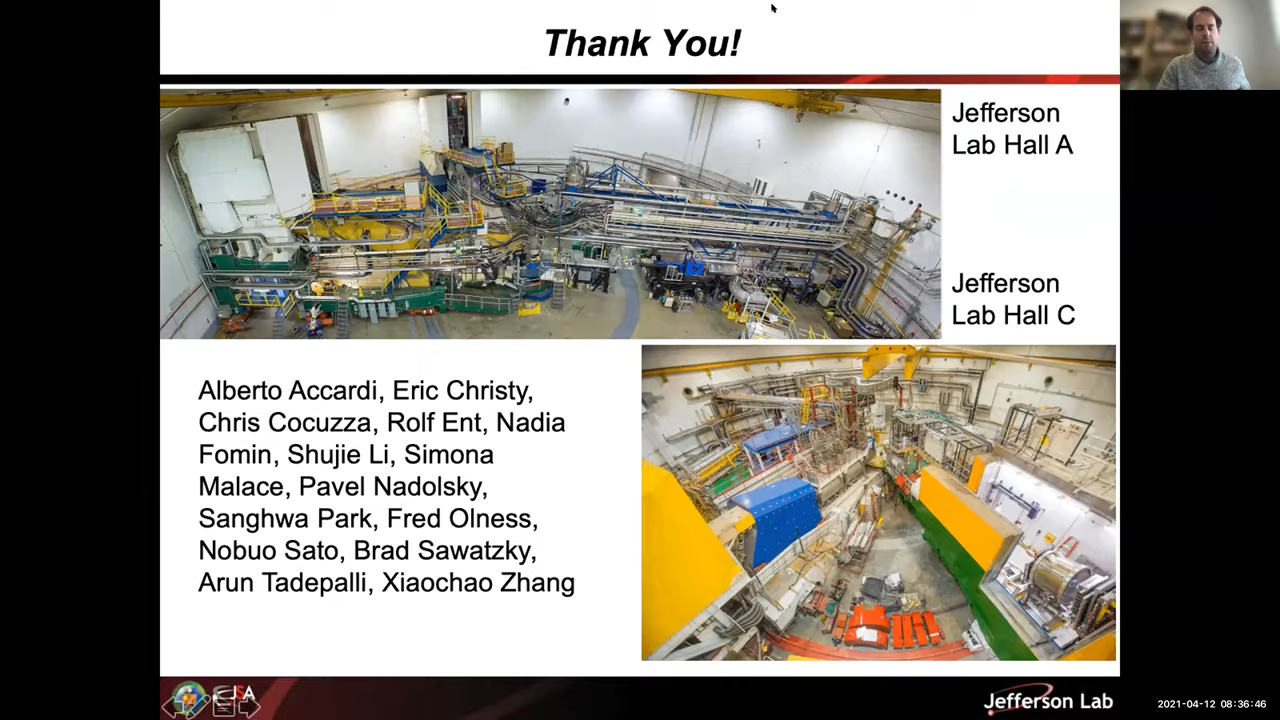 Thank You!
Jefferson
Lab Hall A
Jefferson
Lab Hall C
Alberto Accardi, Eric Christy,
Chris Cocuzza, Rolf Ent, Nadia
Fomin, Shujie Li, Simona
Malace, Pavel Nadolsky,
Sanghwa Park, Fred Olness,
Nobuo Sato, Brad Sawatzky,
Arun Tadepalli, Xiaochao Zhang
JSA
Jefferson Lab
2021-04-12 08:36:46